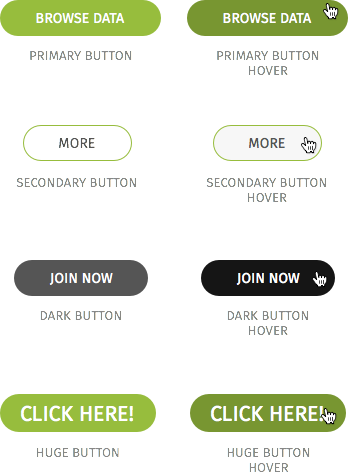 BROWSE DATA
BROWSE DATA
PRIMARY BUTTON
PRIMARY BUTTON
HOVER
MORE
MORE
SECONDARY BUTTON
SECONDARY BUTTON
HOVER
JOIN NOW
JOIN NOW
DARK BUTTON
DARK BUTTON
HOVER
CLICK HERE!
CLICK HERE!
HUGE BUTTON
HUGE BUTTON
HOVER